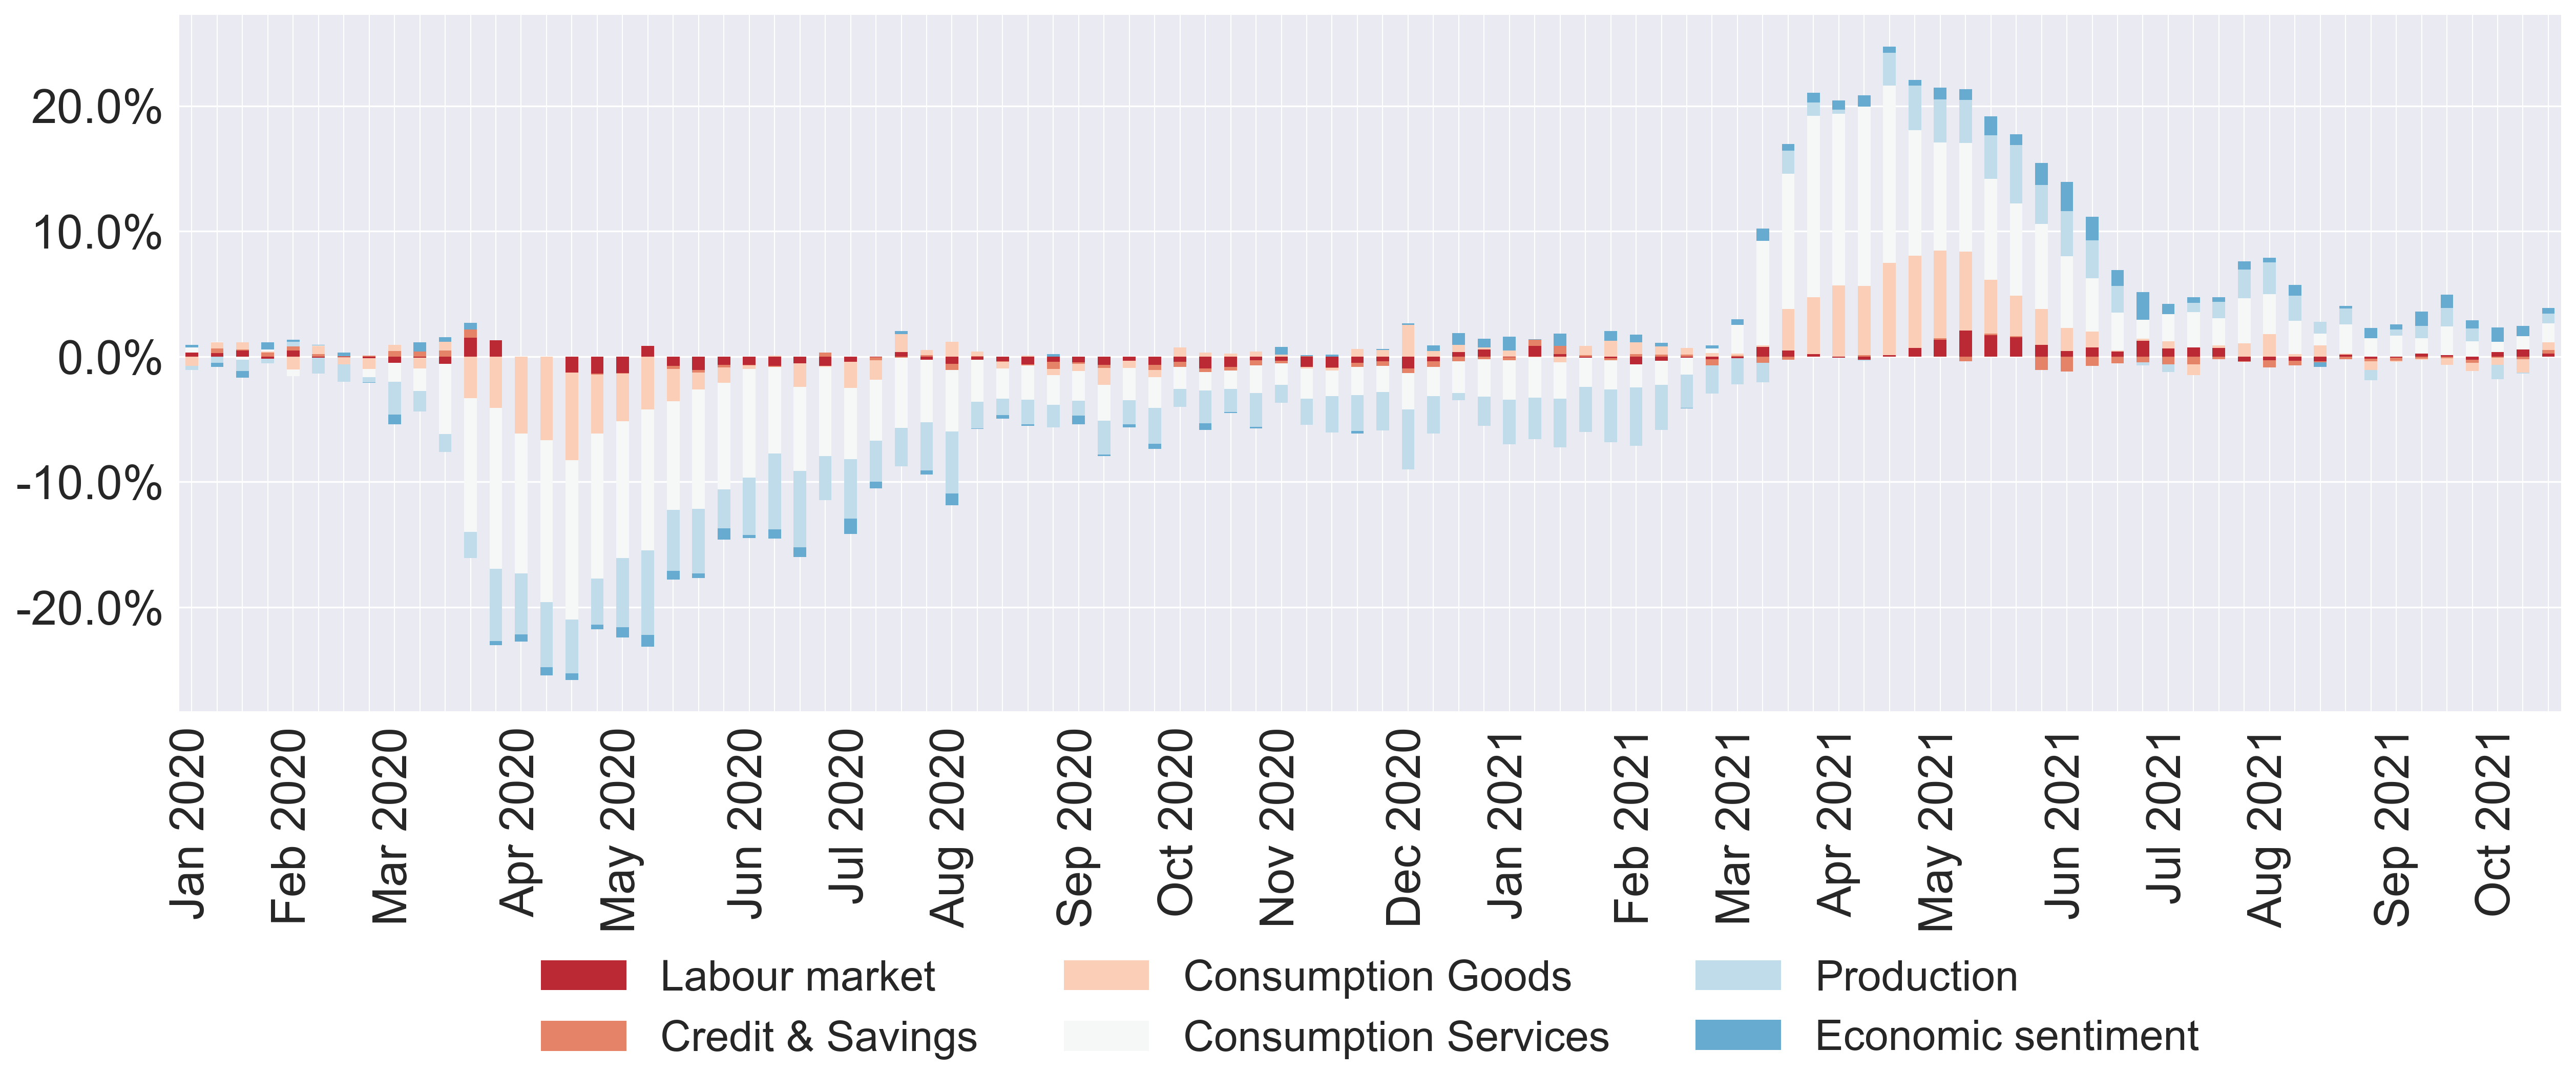 20.0%
10.0%
0.0%
-10.0%
-20.0%
Jan 2020
Feb 2020
Mar 2020
Apr 2020
May 2020
Jun 2020
Jul 2020
Aug 2020
Sep 2020
Oct 2020
Nov 2020
Dec 2020
Jan 2021
Feb 2021
Mar 2021
Apr 2021
May 2021
Jun 2021
Jul 2021
Aug 2021
Sep 2021
Oct 2021
Labour market
Consumption Goods
Production
Credit & Savings
Consumption Services
Economic sentiment